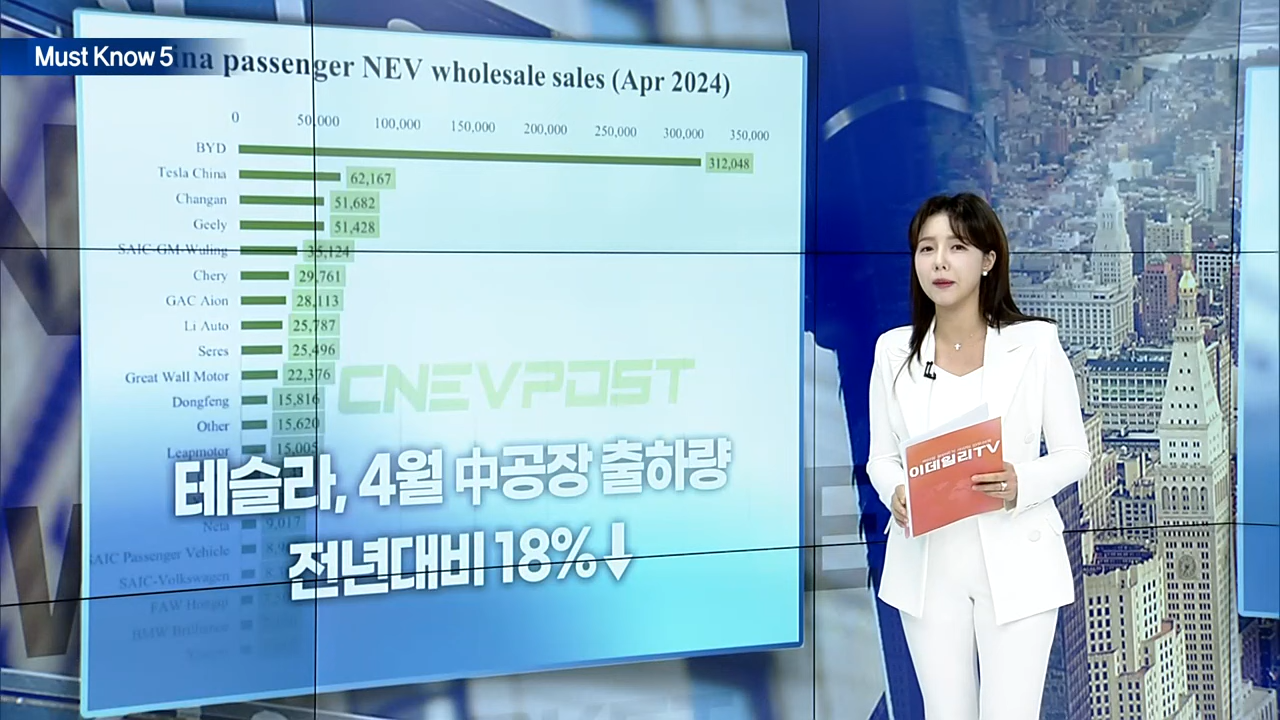 Must Know 5
ina passenger NEV wholesale sales (Apr 2024)
0 50,000 100,000 150,000 200,000 250,000 300,000 350,000
BYD 312,048
Tesla China 62,167
Changan 51,682
Geely 51,428
SAIC-GM-Wuling 35,124
Chery 29,761
GAC Aion 28,113
Li Auto 25,787
Seres 25,496
Great Wall Motor 22,376
CNEVPOST
Dongfeng 15,816
Other 15,620
Leapmotor 15,005
테슬라, 4월 中공장 출하량
Neta 9,017
전년대비 18%↓
SAIC Passenger Vehicle
SAIC-Volkswagen
FAW Hongqi
BMW Brilliance
이데일리TV